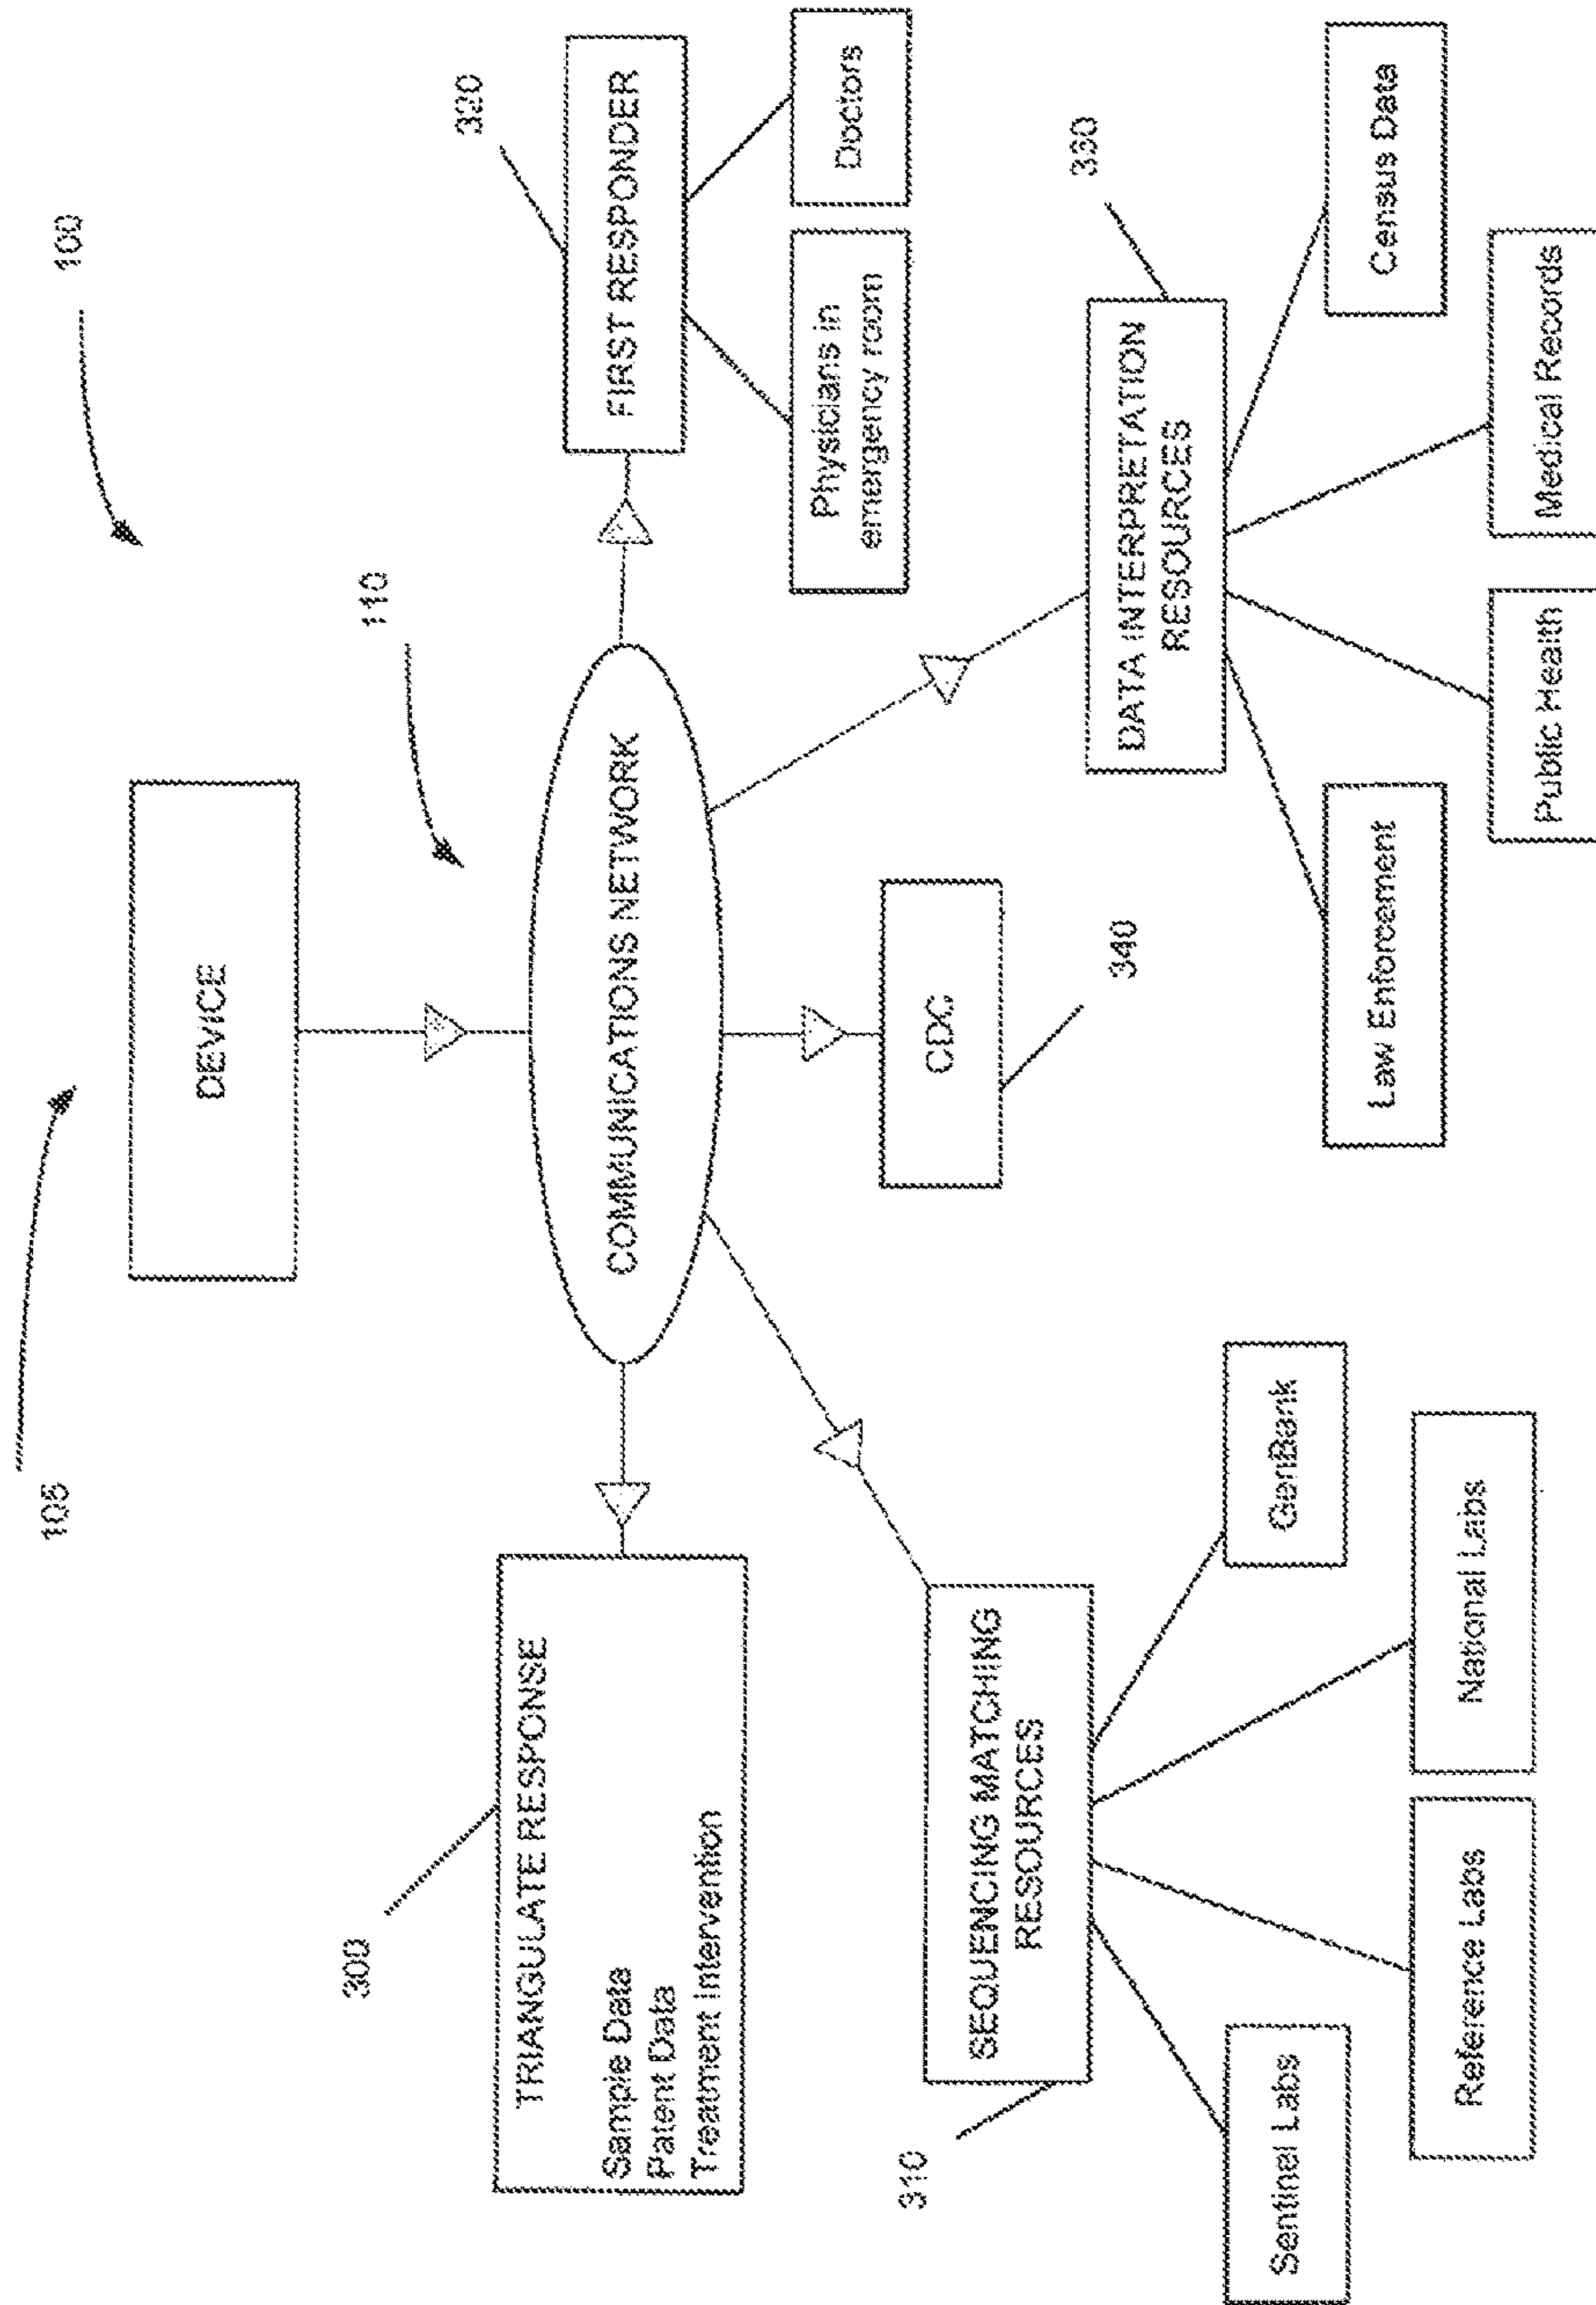 100
105
DEVICE
110
COMMUNICATIONS NETWORK
300
TRIANGULATE RESPONSE
Sample Data
Patent Data
Treatment Intervention
320
FIRST RESPONDER
Physicians in
emergency room
Doctors
310
SEQUENCING MATCHING
RESOURCES
Sentinel Labs
Reference Labs
National Labs
GenBank
CDC
340
330
DATA INTERPRETATION
RESOURCES
Law Enforcement
Public Health
Medical Records
Census Data